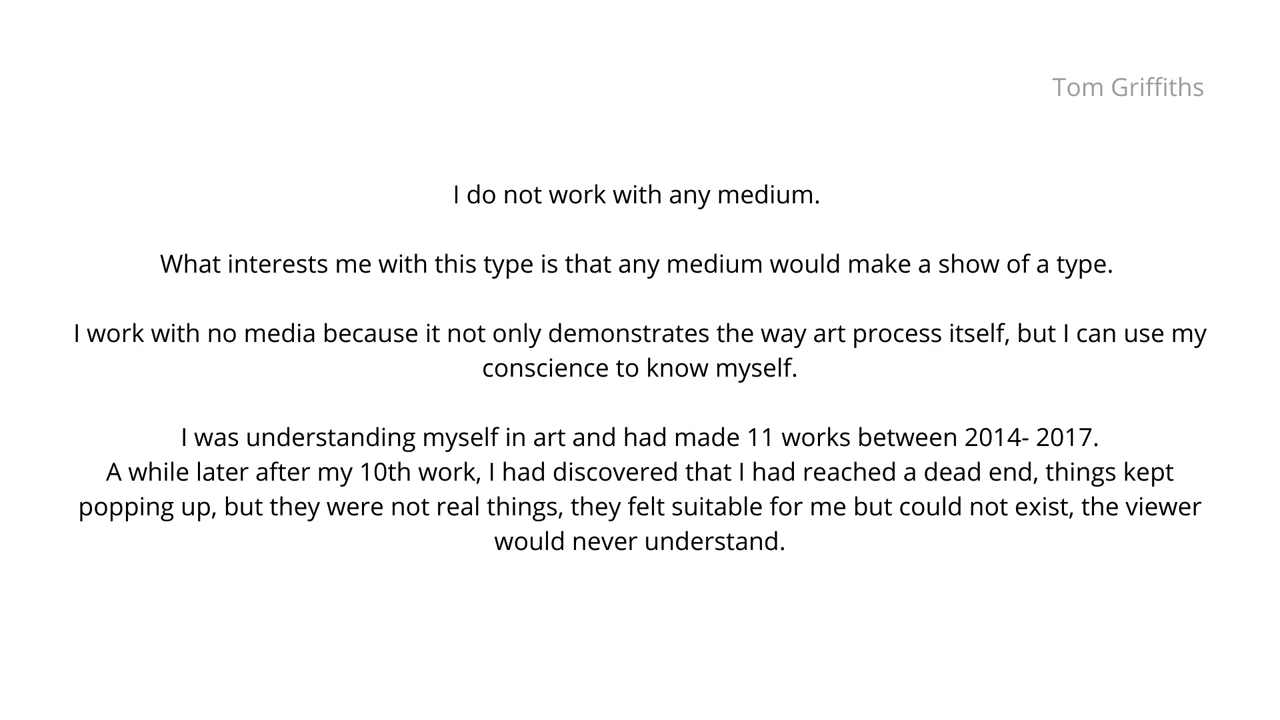 Tom Griffiths
I do not work with any medium.
What interests me with this type is that any medium would make a show of a type.
I work with no media because it not only demonstrates the way art process itself, but I can use my
conscience to know myself.
I was understanding myself in art and had made 11 works between 2014- 2017.
A while later after my 10th work, I had discovered that I had reached a dead end, things kept
popping up, but they were not real things, they felt suitable for me but could not exist, the viewer
would never understand.